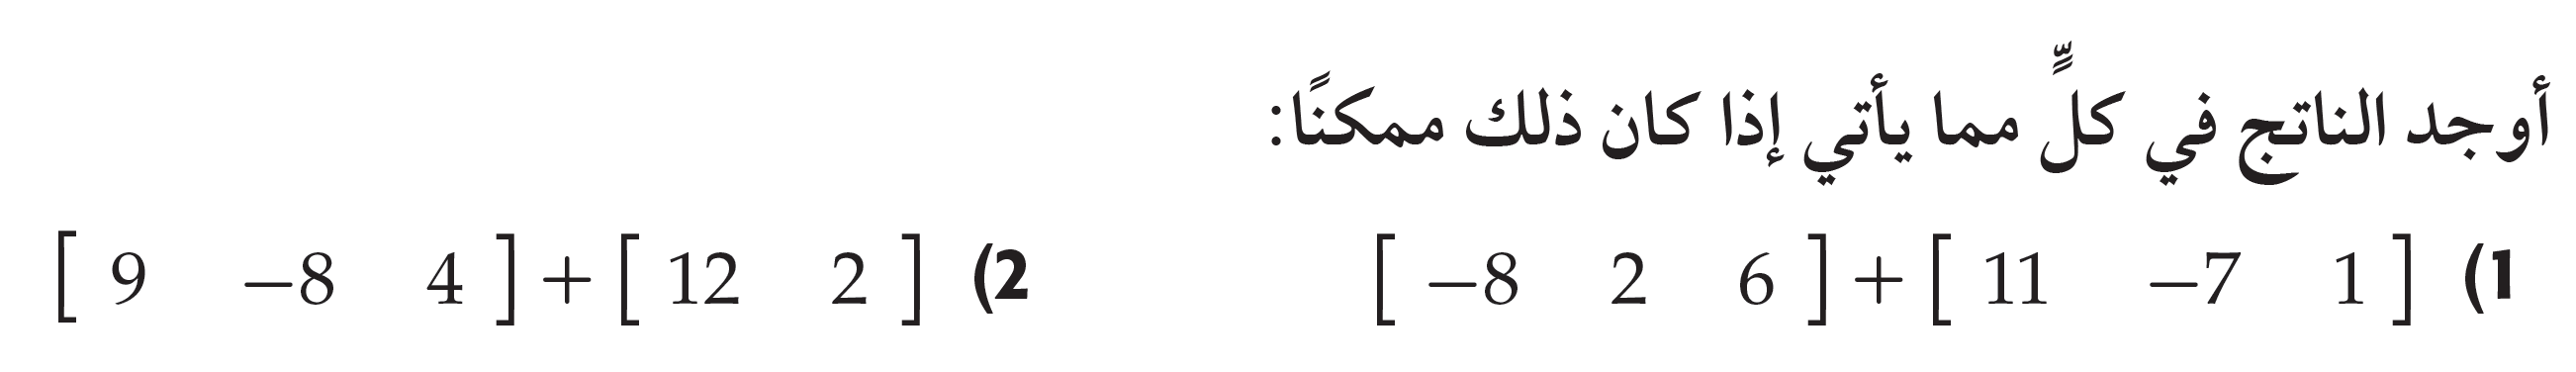 أوجد الناتج في كلٍّ مما يأتي إذا كان ذلك ممكنًا:
(1 [ −8 2 6 ] + [ 11 −7 1 ]
(2 [ 9 −8 4 ] + [ 12 2 ]